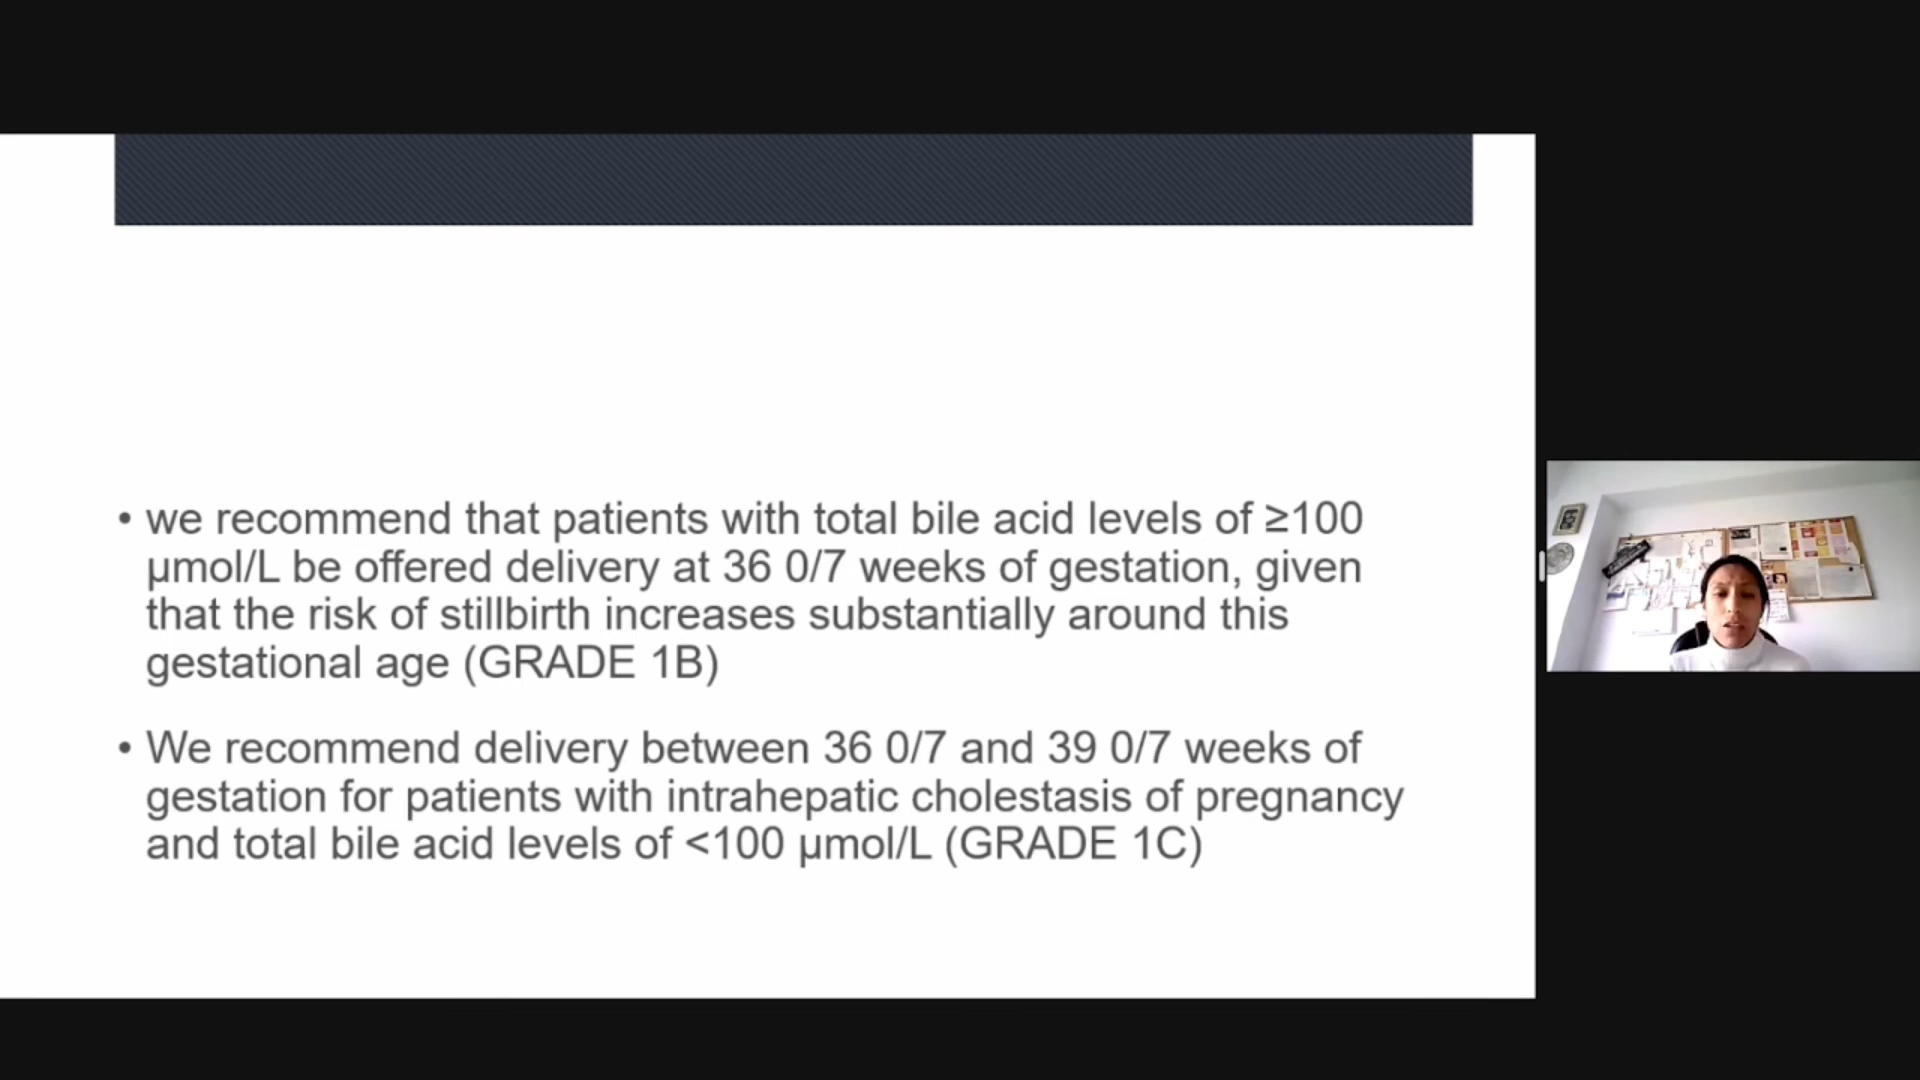 • we recommend that patients with total bile acid levels of ≥100
µmol/L be offered delivery at 36 0/7 weeks of gestation, given
that the risk of stillbirth increases substantially around this
gestational age (GRADE 1B)
• We recommend delivery between 36 0/7 and 39 0/7 weeks of
gestation for patients with intrahepatic cholestasis of pregnancy
and total bile acid levels of <100 µmol/L (GRADE 1C)